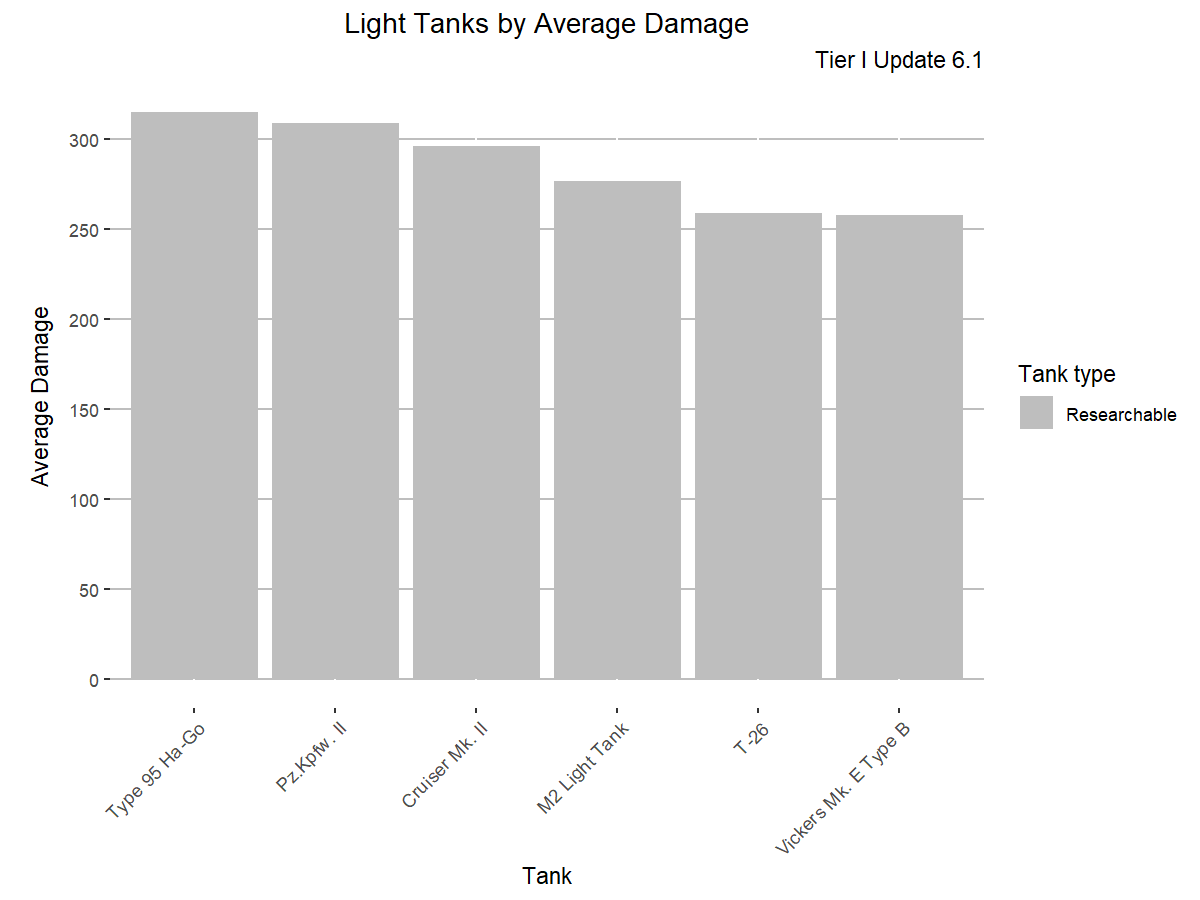 Light Tanks by Average Damage
Tier I Update 6.1
Average Damage
300
250
200
150
100
50
0
Type 95 Ha-Go
Pz.Kpfw. II
Cruiser Mk. II
M2 Light Tank
T-26
Vickers Mk. E Type B
Tank
Tank type
Researchable